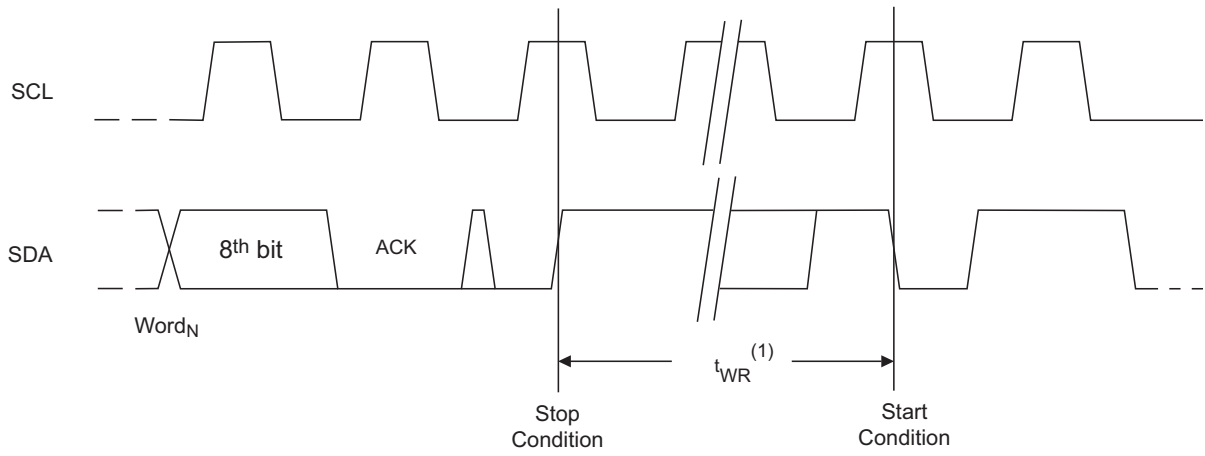 SCL
SDA
8th bit
ACK
WordN
tWR(1)
Stop
Condition
Start
Condition